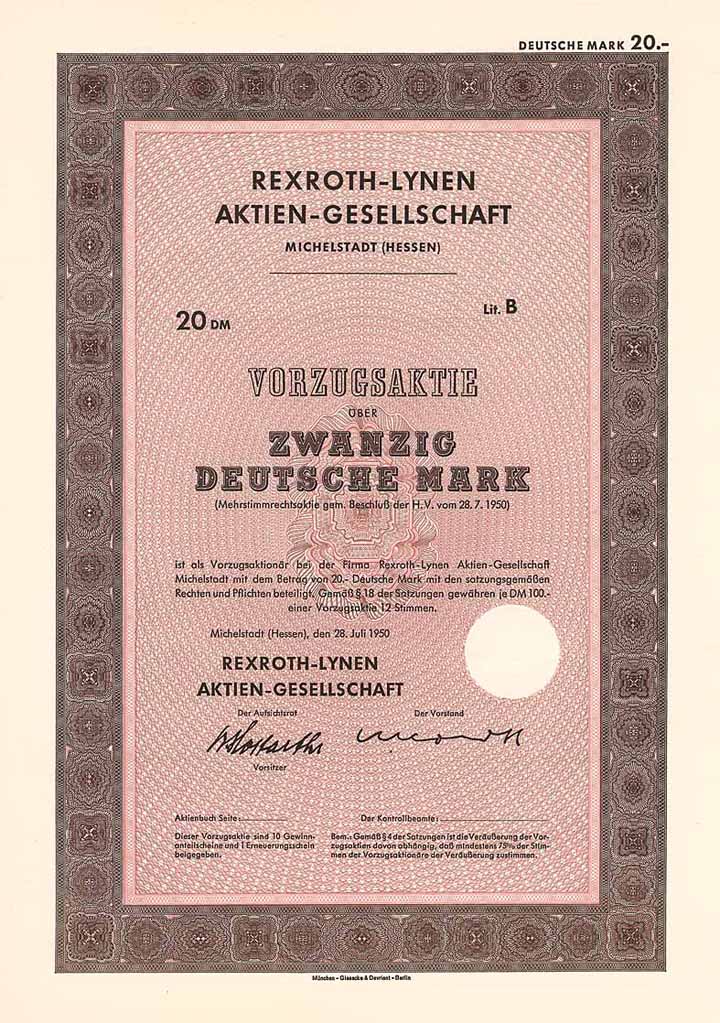 DEUTSCHE MARK 20.-
REXROTH-LYNEN
AKTIEN-GESELLSCHAFT
MICHELSTADT (HESSEN)
20 DM
Lit. B
VORZUGSAKTIE
ÜBER
ZWANZIG
DEUTSCHE MARK
(Mehrstimmrechtsaktie gem. Beschluß der H.V. vom 28.7.1950)
ist als Vorzugsaktionär bei der Firma Rexroth-Lynen Aktien-Gesellschaft
Michelstadt mit dem Betrag von 20.- Deutsche Mark mit den satzungsgemäßen
Rechten und Pflichten beteiligt. Gemäß § 18 der Satzungen gewähren je DM 100.-
einer Vorzugsaktie 12 Stimmen.
Michelstadt (Hessen), den 28. Juli 1950
REXROTH-LYNEN
AKTIEN-GESELLSCHAFT
Der Aufsichtsrat
Der Vorstand
Vorsitzer
Aktienbuch Seite:
Der Kontrollbeamte:
Dieser Vorzugsaktie sind 10 Gewinn-
anteilscheine und 1 Erneuerungsschein
beigegeben.
Bem.: Gemäß § 4 der Satzungen ist die Veräußerung der Vor-
zugsaktien davon abhängig, daß mindestens 75% der Stim-
men der Vorzugsaktionäre der Veräußerung zustimmen.
München - Giesecke & Devrient - Berlin